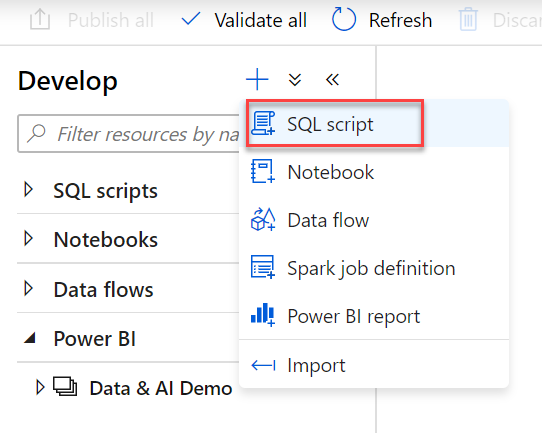 Publish all Validate all Refresh Disca
Develop
Filter resources by na
SQL scripts
Notebooks
Data flows
Power BI
Data & AI Demo
SQL script
Notebook
Data flow
Spark job definition
Power BI report
Import